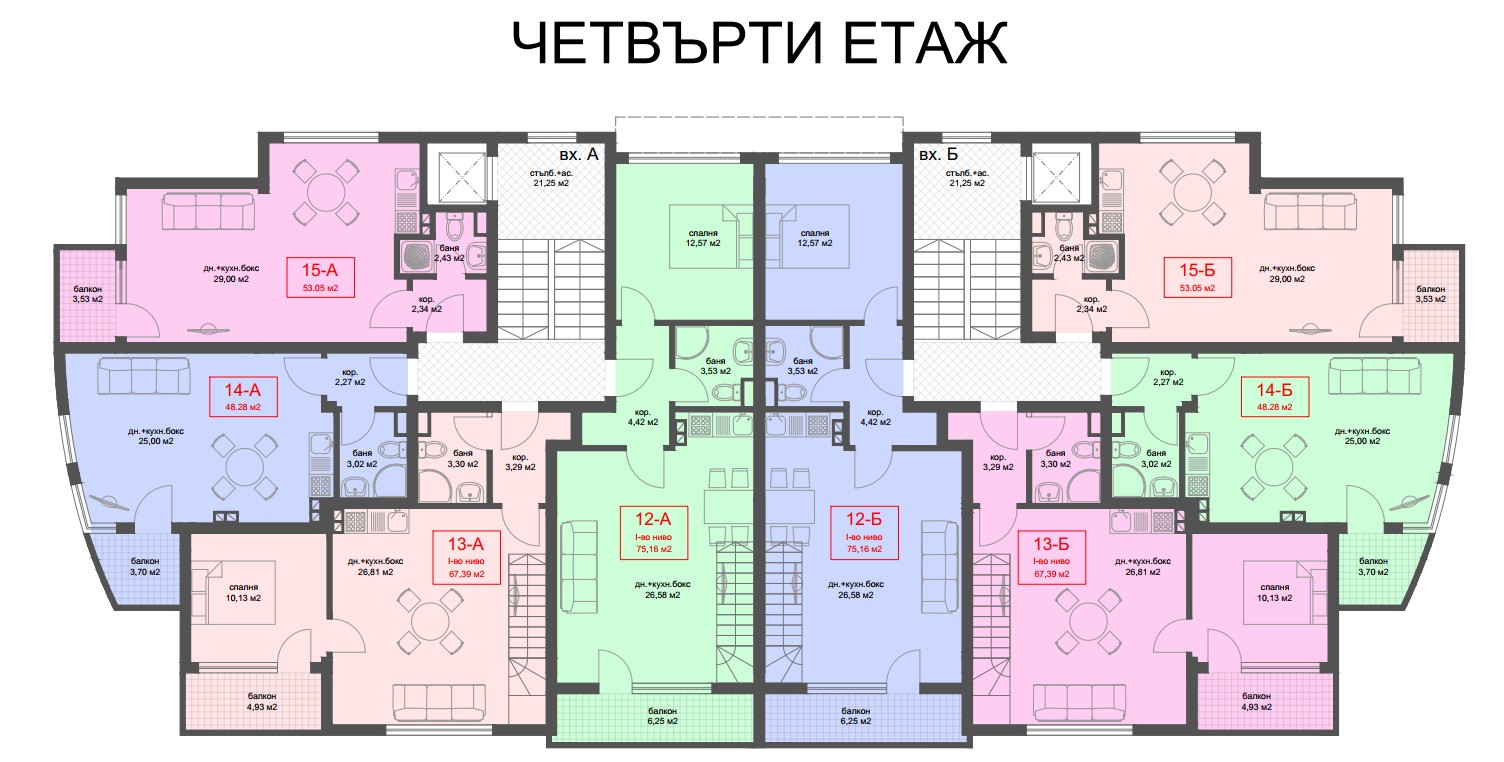 ЧЕТВЪРТИ ЕТАЖ
вх. А
стълб.+ас.
21,25 м2
вх. Б
стълб.+ас.
21,25 м2
дн.+кухн.бокс
29,00 м2
15-А
53.05 м2
баня
2,43 м2
кор.
2,34 м2
балкон
3,53 м2
спалня
12,57 м2
спалня
12,57 м2
баня
2,43 м2
кор.
2,34 м2
15-Б
53.05 м2
дн.+кухн.бокс
29,00 м2
балкон
3,53 м2
14-А
48.28 м2
кор.
2,27 м2
дн.+кухн.бокс
25,00 м2
баня
3,02 м2
баня
3,30 м2
кор.
3,29 м2
баня
3,53 м2
кор.
4,42 м2
баня
3,53 м2
кор.
4,42 м2
кор.
3,29 м2
баня
3,30 м2
кор.
2,27 м2
баня
3,02 м2
14-Б
48.28 м2
дн.+кухн.бокс
25,00 м2
балкон
3,70 м2
спалня
10,13 м2
дн.+кухн.бокс
26,81 м2
13-А
I-во ниво
67,39 м2
12-А
I-во ниво
75,16 м2
дн.+кухн.бокс
26,58 м2
12-Б
I-во ниво
75,16 м2
дн.+кухн.бокс
26,58 м2
13-Б
I-во ниво
67,39 м2
дн.+кухн.бокс
26,81 м2
спалня
10,13 м2
балкон
3,70 м2
балкон
4,93 м2
балкон
6,25 м2
балкон
6,25 м2
балкон
4,93 м2